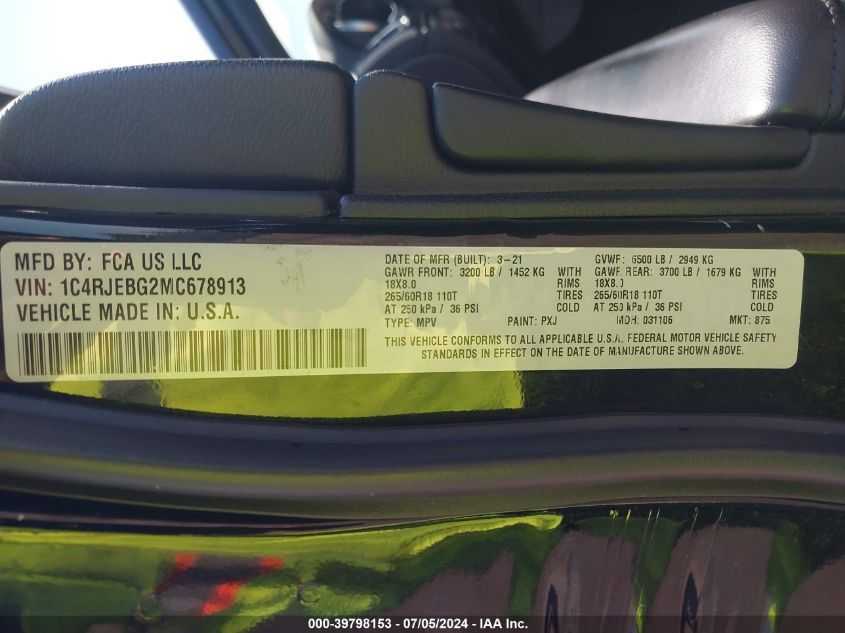 MFD BY: FCA US LLC
VIN: 1C4RJEBG2MC678913
VEHICLE MADE IN: U.S.A.
DATE OF MFR (BUILT): 3-21 GVWR: 6500 LB / 2949 KG
GAWR FRONT: 3200 LB / 1452 KG WITH GAWR REAR: 3700 LB / 1679 KG WITH
18X8.0 RIMS 18X8.0 RIMS
265/60R18 110T TIRES 265/60R18 110T TIRES
AT 250 kPa / 36 PSI COLD AT 250 kPa / 36 PSI COLD
TYPE: MPV PAINT: PXJ MDH: 031106 MKT: 875
THIS VEHICLE CONFORMS TO ALL APPLICABLE U.S.A. FEDERAL MOTOR VEHICLE SAFETY
STANDARDS IN EFFECT ON THE DATE OF MANUFACTURE SHOWN ABOVE.
000-39798153 - 07/05/2024 - IAA Inc.